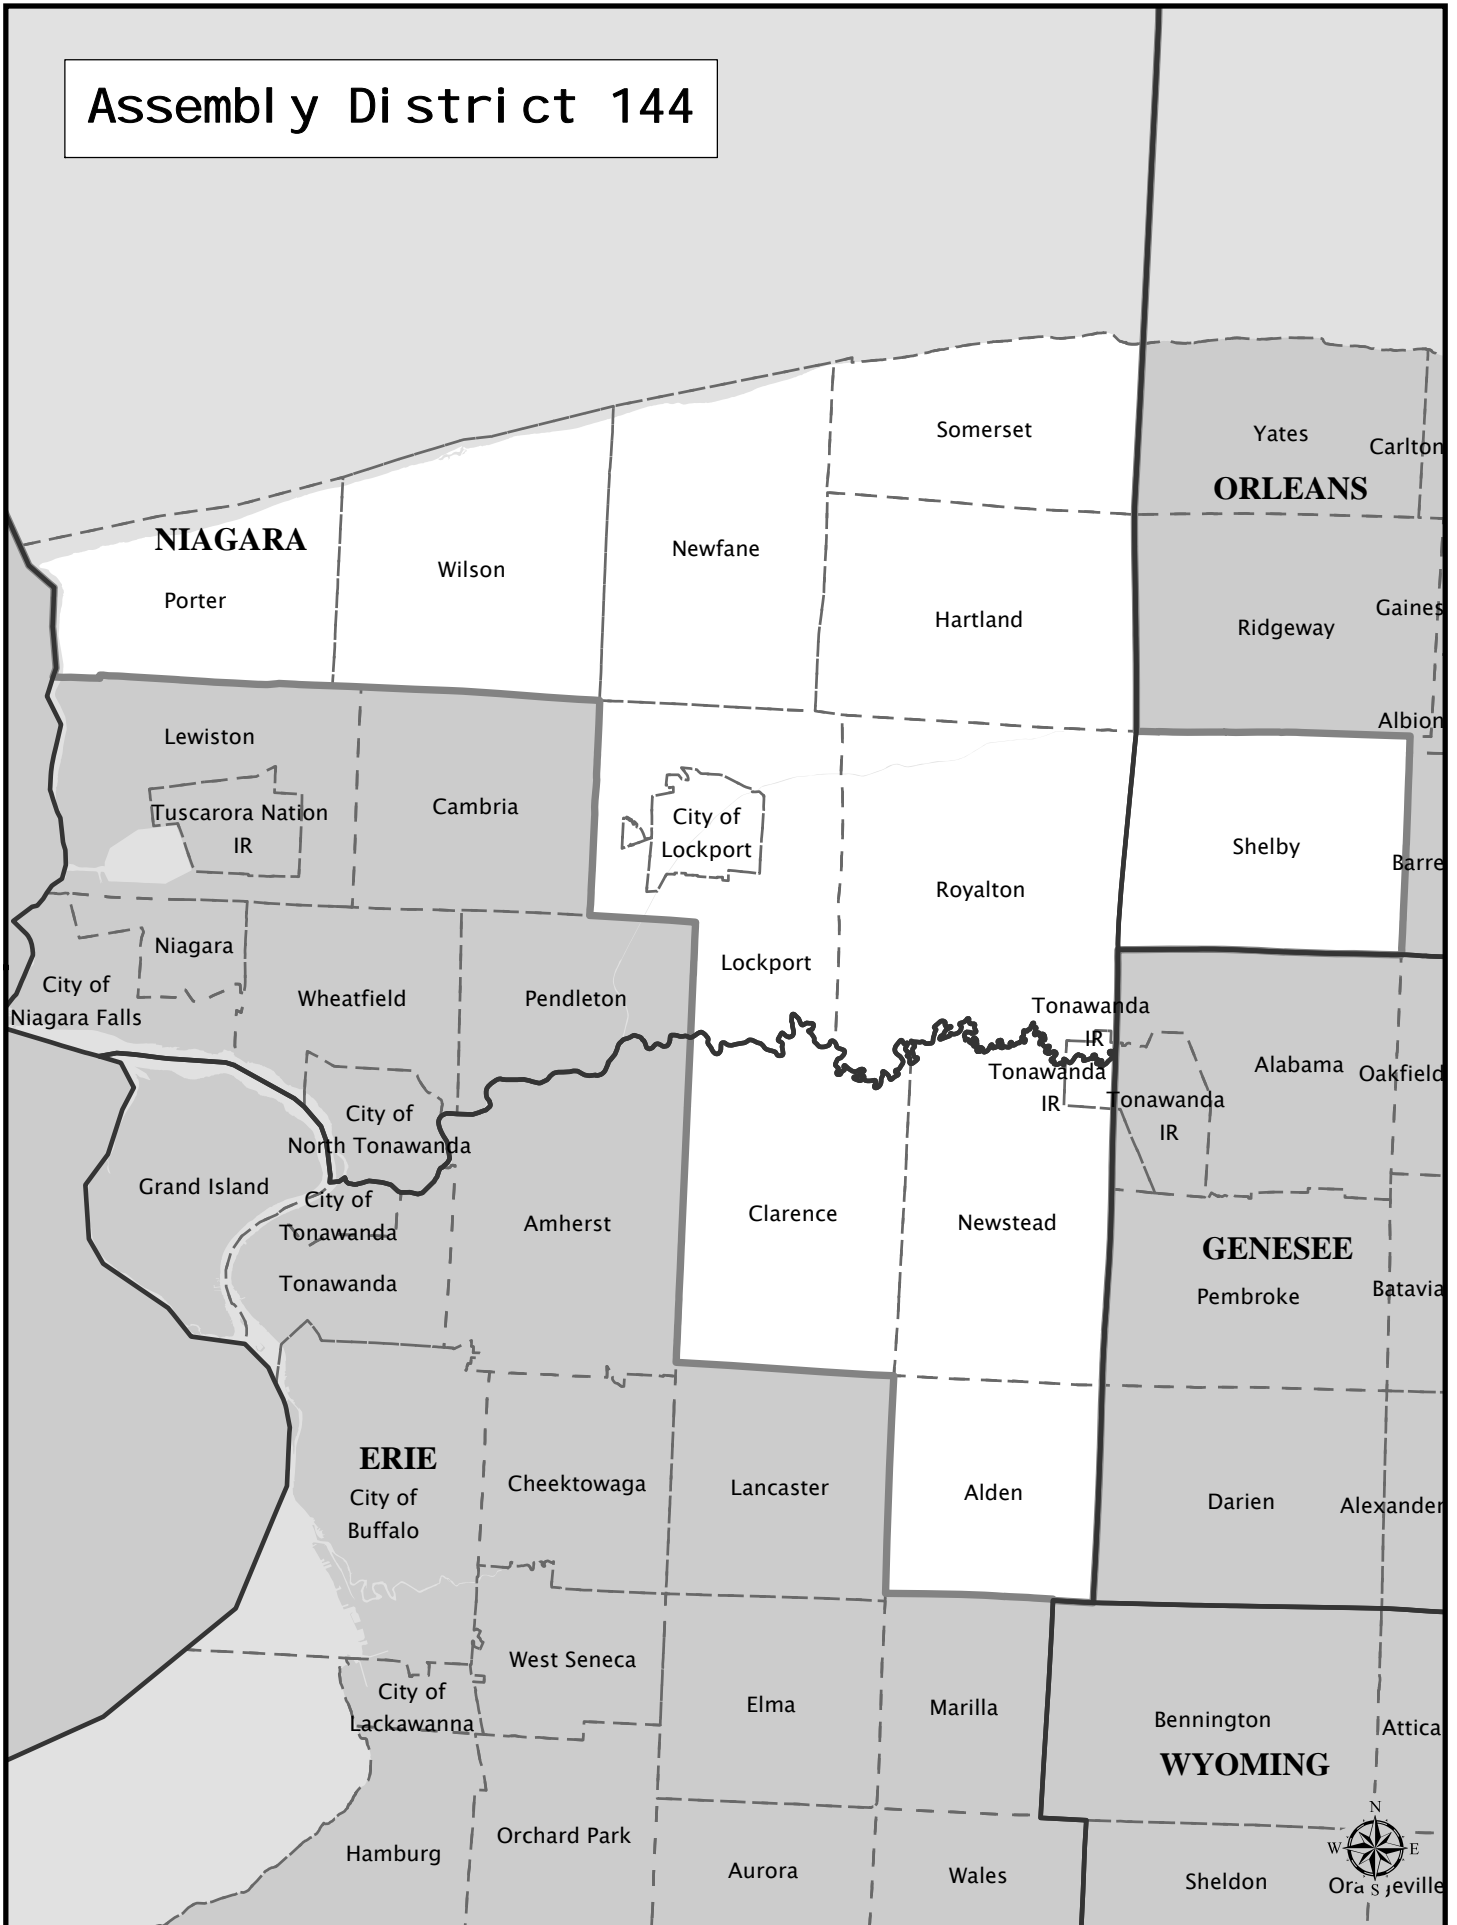 Assembly District 144
Somerset
Yates
Carlton
ORLEANS
NIAGARA
Newfane
Wilson
Porter
Hartland
Gaines
Ridgeway
Albion
Lewiston
Cambria
Tuscarora Nation
IR
City of
Lockport
Shelby
Barre
Royalton
Niagara
Lockport
City of
Niagara Falls
Wheatfield
Pendleton
Tonawanda
IR
Alabama
Oakfield
Tonawanda
IR
Tonawanda
IR
City of
North Tonawanda
Grand Island
City of
Tonawanda
Amherst
Clarence
Newstead
GENESEE
Tonawanda
Pembroke
Batavia
ERIE
City of
Buffalo
Cheektowaga
Lancaster
Alden
Darien
Alexander
West Seneca
City of
Lackawanna
Elma
Marilla
Bennington
Attica
WYOMING
N
W
E
S
Hamburg
Orchard Park
Aurora
Wales
Sheldon